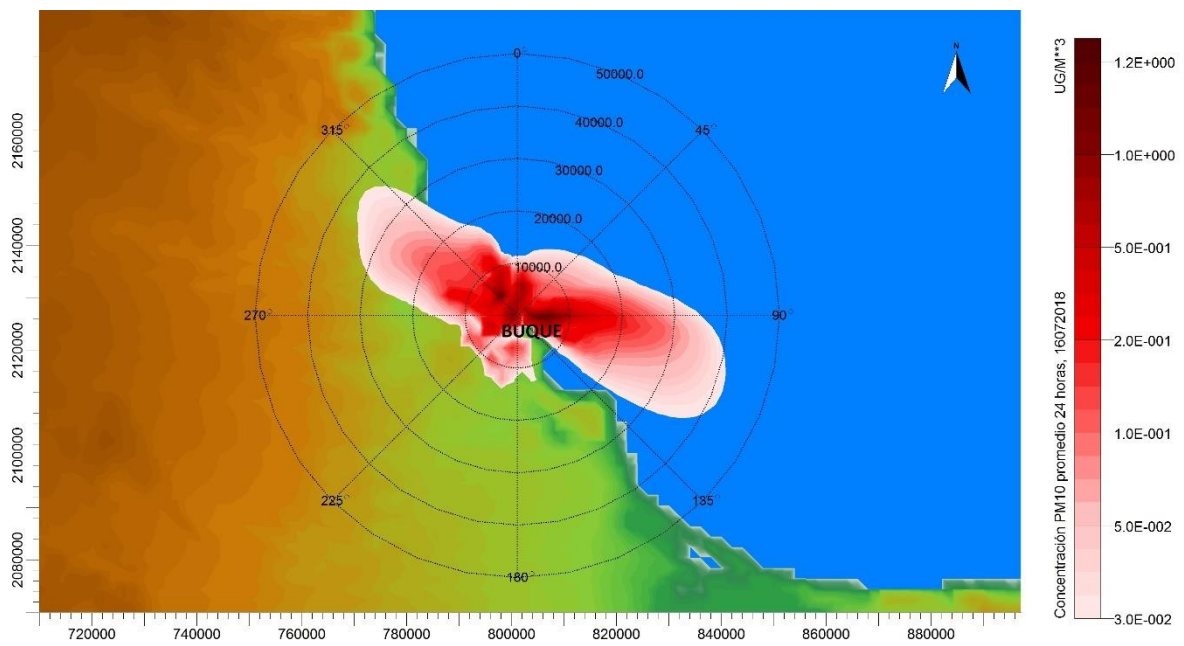 N
0°
50000.0
40000.0
315°
45°
30000.0
20000.0
10000.0
270°
90°
BUQUE
225°
135°
180°
2160000
2140000
2120000
2100000
2080000
720000 740000 760000 780000 800000 820000 840000 860000 880000
UG/M**3
Concentración PM10 promedio 24 horas, 16072018
1.2E+000
1.0E+000
5.0E-001
2.0E-001
1.0E-001
5.0E-002
3.0E-002